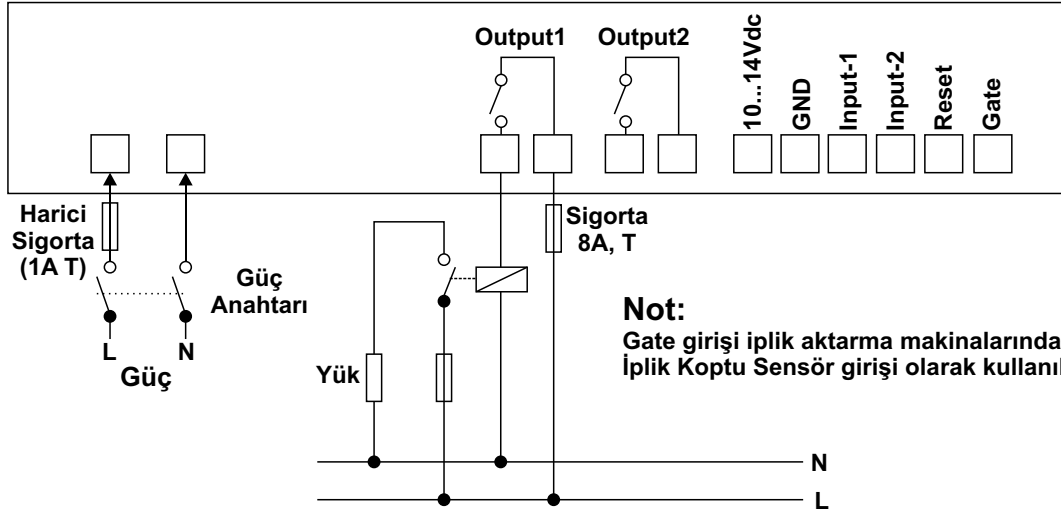 Output1
Output2
10...14Vdc
GND
Input-1
Input-2
Reset
Gate
Harici
Sigorta
(1A T)
Güç
Anahtarı
L
N
Güç
Sigorta
8A, T
Yük
Not:
Gate girişi iplik aktarma makinalarında
İplik Koptu Sensör girişi olarak
N
L